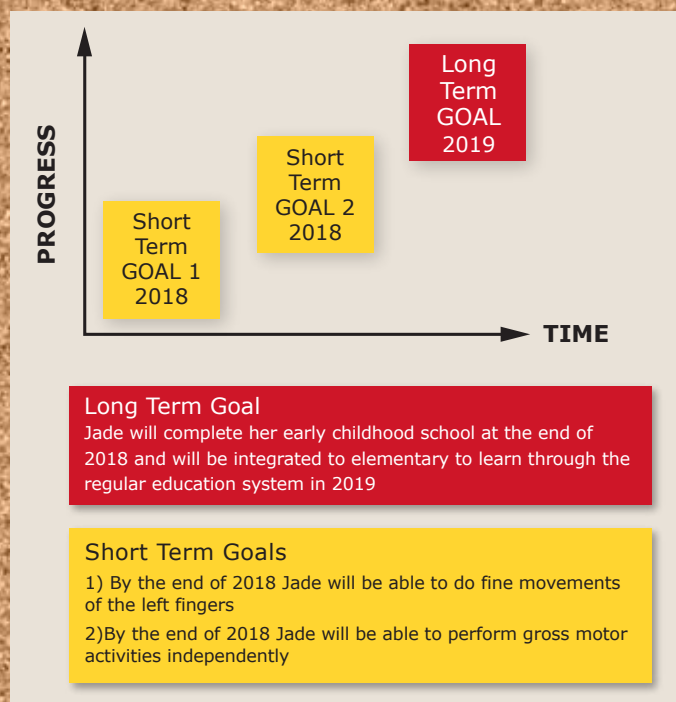 Long
Term
GOAL
2019
Short
Term
GOAL 2
2018
Short
Term
GOAL 1
2018
PROGRESS
TIME
Long Term Goal
Jade will complete her early childhood school at the end of
2018 and will be integrated to elementary to learn through the
regular education system in 2019
Short Term Goals
1) By the end of 2018 Jade will be able to do fine movements
of the left fingers
2)By the end of 2018 Jade will be able to perform gross motor
activities independently